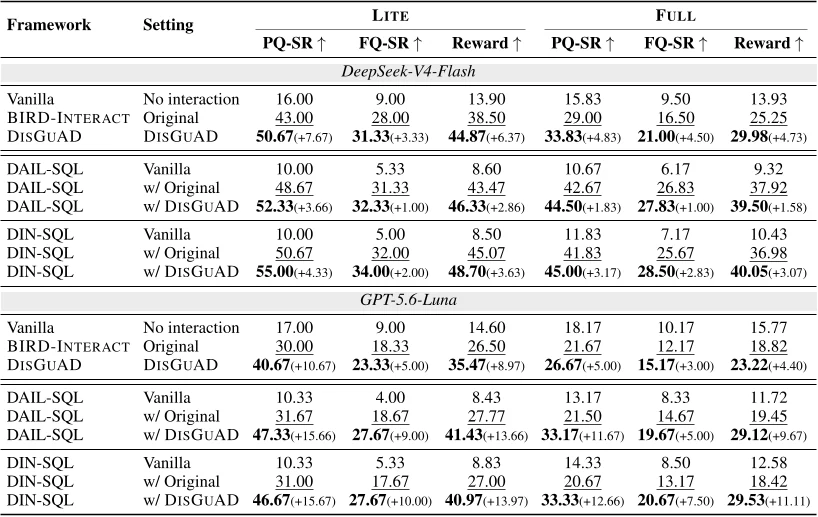 Framework Setting LITE FULL
PQ-SR ↑ FQ-SR ↑ Reward ↑ PQ-SR ↑ FQ-SR ↑ Reward ↑
DeepSeek-V4-Flash
Vanilla No interaction 16.00 9.00 13.90 15.83 9.50 13.93
BIRD-INTERACT Original 43.00 28.00 38.50 29.00 16.50 25.25
DISGUAD DISGUAD 50.67(+7.67) 31.33(+3.33) 44.87(+6.37) 33.83(+4.83) 21.00(+4.50) 29.98(+4.73)
DAIL-SQL Vanilla 10.00 5.33 8.60 10.67 6.17 9.32
DAIL-SQL w/ Original 48.67 31.33 43.47 42.67 26.83 37.92
DAIL-SQL w/ DISGUAD 52.33(+3.66) 32.33(+1.00) 46.33(+2.86) 44.50(+1.83) 27.83(+1.00) 39.50(+1.58)
DIN-SQL Vanilla 10.00 5.00 8.50 11.83 7.17 10.43
DIN-SQL w/ Original 50.67 32.00 45.07 41.83 25.67 36.98
DIN-SQL w/ DISGUAD 55.00(+4.33) 34.00(+2.00) 48.70(+3.63) 45.00(+3.17) 28.50(+2.83) 40.05(+3.07)
GPT-5.6-Luna
Vanilla No interaction 17.00 9.00 14.60 18.17 10.17 15.77
BIRD-INTERACT Original 30.00 18.33 26.50 21.67 12.17 18.82
DISGUAD DISGUAD 40.67(+10.67) 23.33(+5.00) 35.47(+8.97) 26.67(+5.00) 15.17(+3.00) 23.22(+4.40)
DAIL-SQL Vanilla 10.33 4.00 8.43 13.17 8.33 11.72
DAIL-SQL w/ Original 31.67 18.67 27.77 21.50 14.67 19.45
DAIL-SQL w/ DISGUAD 47.33(+15.66) 27.67(+9.00) 41.43(+13.66) 33.17(+11.67) 19.67(+5.00) 29.12(+9.67)
DIN-SQL Vanilla 10.33 5.33 8.83 14.33 8.50 12.58
DIN-SQL w/ Original 31.00 17.67 27.00 20.67 13.17 18.42
DIN-SQL w/ DISGUAD 46.67(+15.67) 27.67(+10.00) 40.97(+13.97) 33.33(+12.66) 20.67(+7.50) 29.53(+11.11)